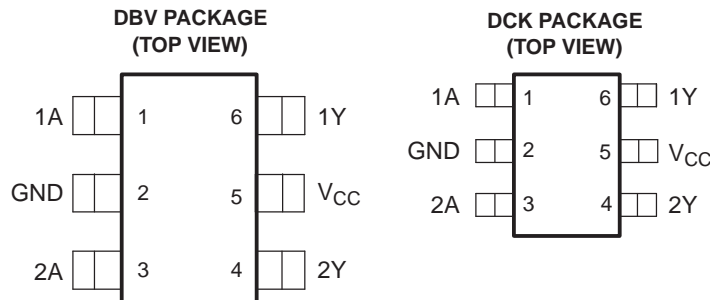 DBV PACKAGE
(TOP VIEW)
1A 1 6 1Y
GND 2 5 VCC
2A 3 4 2Y
DCK PACKAGE
(TOP VIEW)
1A 1 6 1Y
GND 2 5 VCC
2A 3 4 2Y